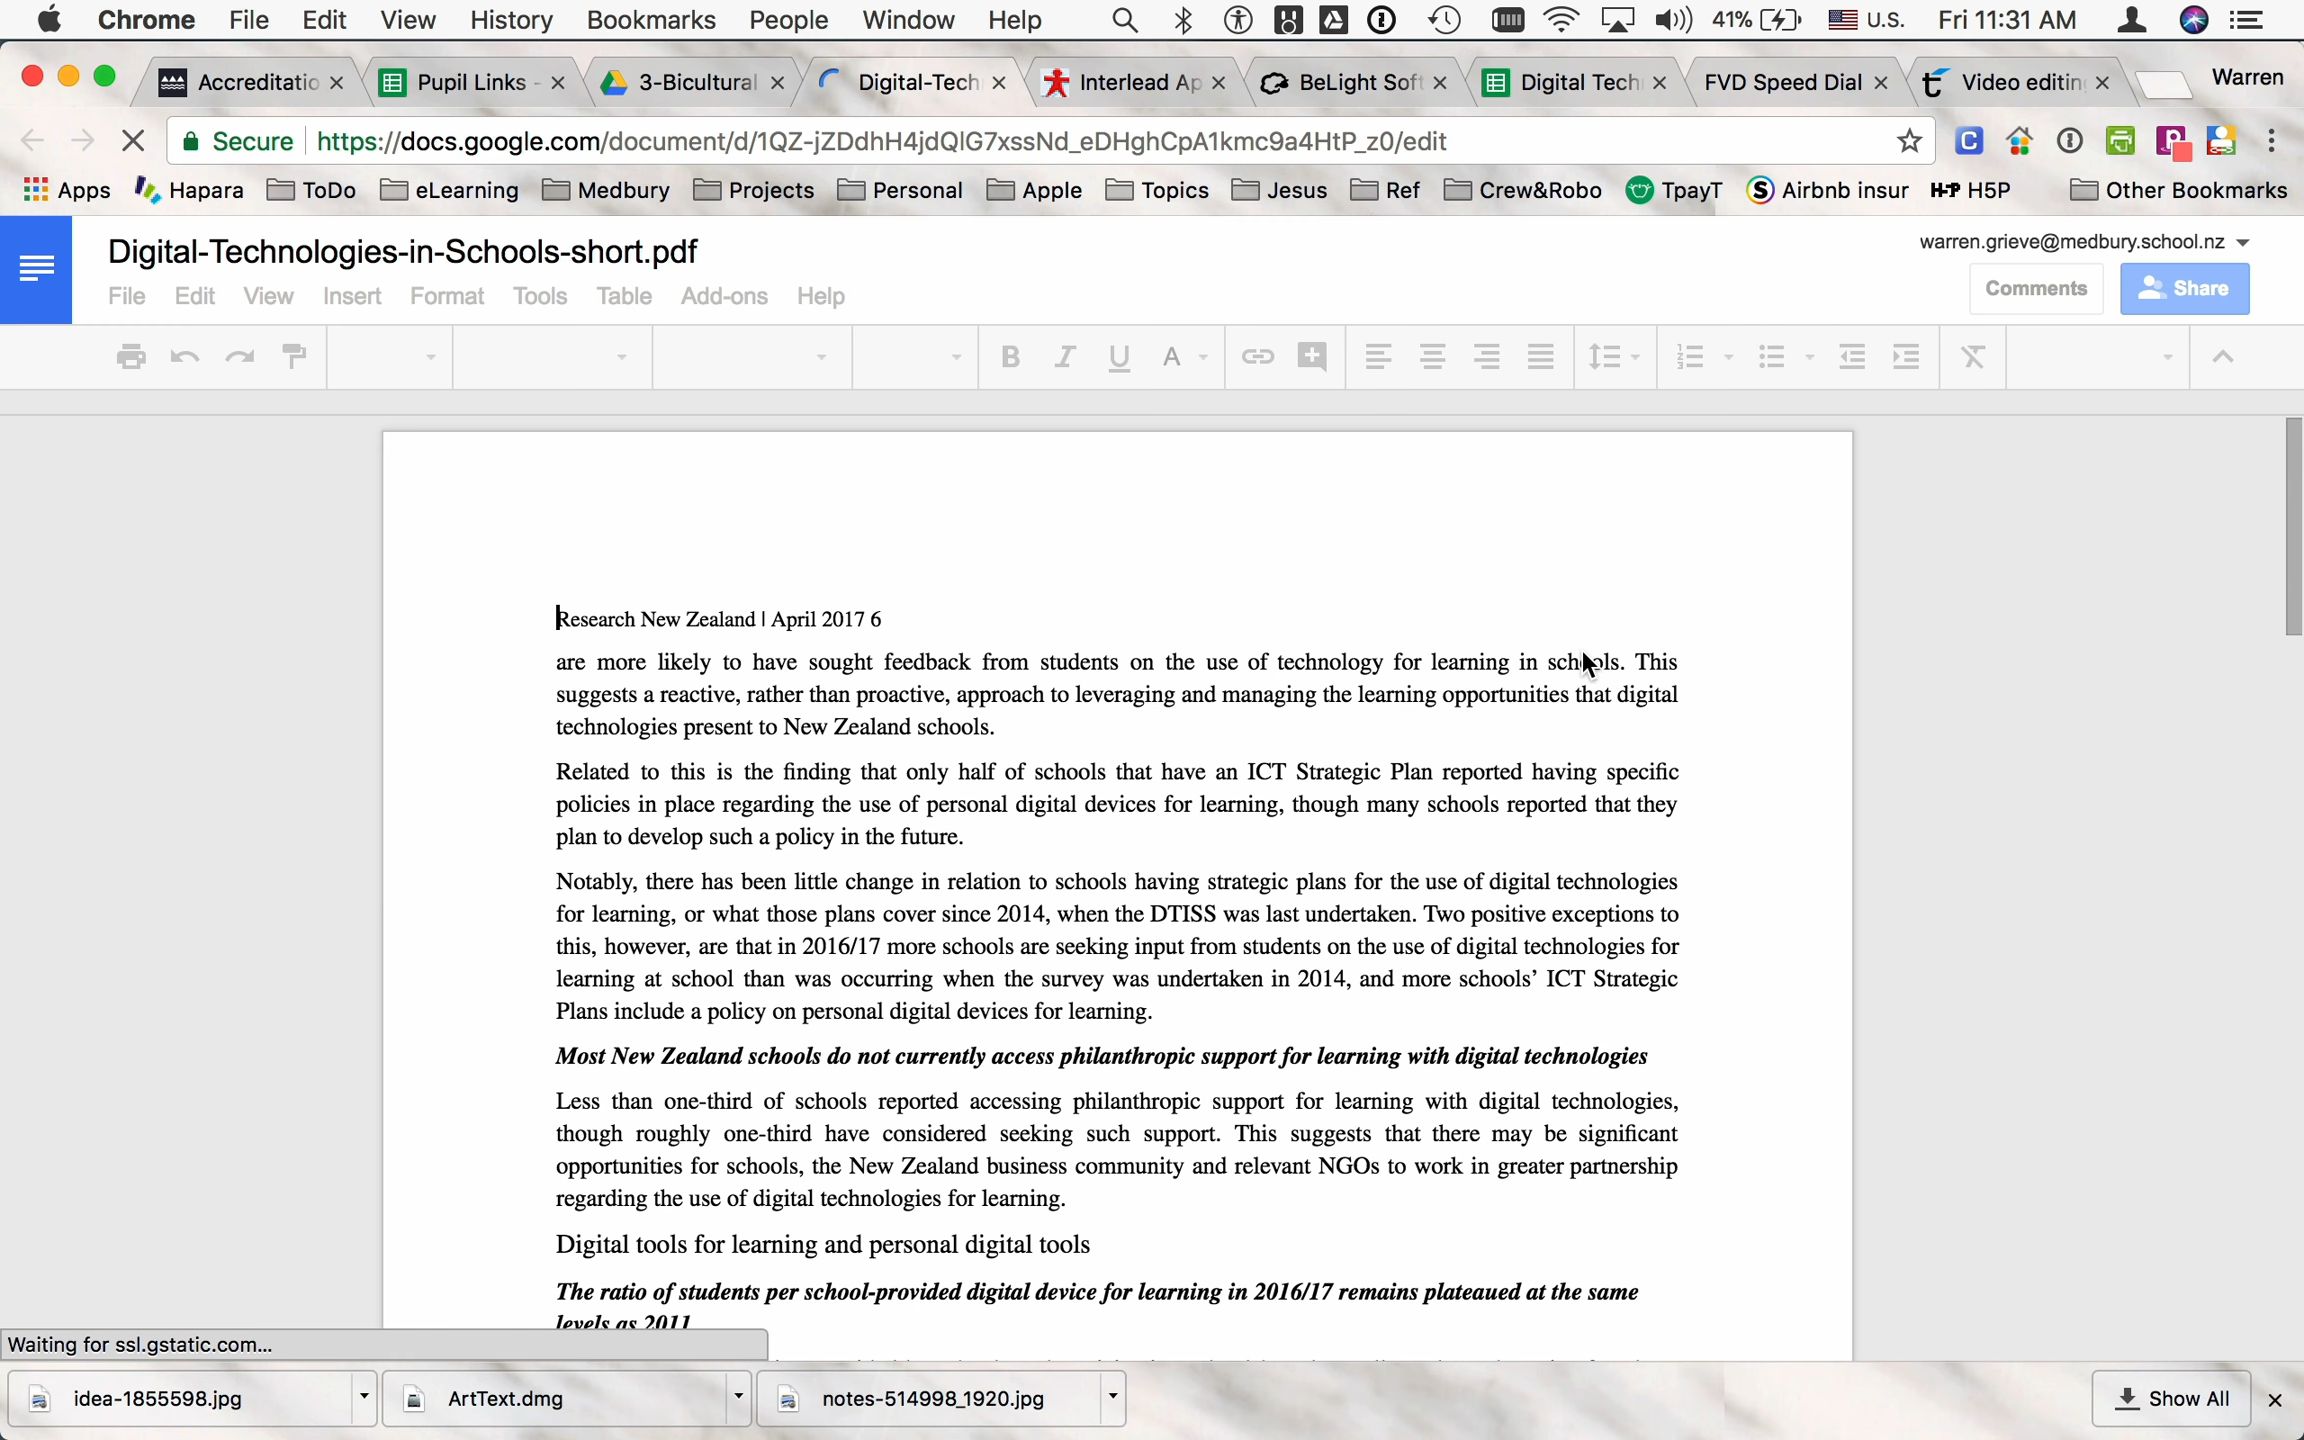 Chrome File Edit View History Bookmarks People Window Help 41% U.S. Fri 11:31 AM
Accreditatio Pupil Links - 3-Bicultural Digital-Tech Interlead Ap BeLight Soft Digital Tech FVD Speed Dial Video editin Warren
Secure https://docs.google.com/document/d/1QZ-jZDdhH4jdQIG7xssNd_eDHghCpA1kmc9a4HtP_z0/edit
Apps Hapara ToDo eLearning Medbury Projects Personal Apple Topics Jesus Ref Crew&Robo TpayT Airbnb insur H5P Other Bookmarks
Digital-Technologies-in-Schools-short.pdf
warren.grieve@medbury.school.nz
File Edit View Insert Format Tools Table Add-ons Help
Comments Share
Research New Zealand | April 2017 6
are more likely to have sought feedback from students on the use of technology for learning in schools. This
suggests a reactive, rather than proactive, approach to leveraging and managing the learning opportunities that digital
technologies present to New Zealand schools.
Related to this is the finding that only half of schools that have an ICT Strategic Plan reported having specific
policies in place regarding the use of personal digital devices for learning, though many schools reported that they
plan to develop such a policy in the future.
Notably, there has been little change in relation to schools having strategic plans for the use of digital technologies
for learning, or what those plans cover since 2014, when the DTISS was last undertaken. Two positive exceptions to
this, however, are that in 2016/17 more schools are seeking input from students on the use of digital technologies for
learning at school than was occurring when the survey was undertaken in 2014, and more schools’ ICT Strategic
Plans include a policy on personal digital devices for learning.
Most New Zealand schools do not currently access philanthropic support for learning with digital technologies
Less than one-third of schools reported accessing philanthropic support for learning with digital technologies,
though roughly one-third have considered seeking such support. This suggests that there may be significant
opportunities for schools, the New Zealand business community and relevant NGOs to work in greater partnership
regarding the use of digital technologies for learning.
Digital tools for learning and personal digital tools
The ratio of students per school-provided digital device for learning in 2016/17 remains plateaued at the same
levels as 2011
Waiting for ssl.gstatic.com...
idea-1855598.jpg ArtText.dmg notes-514998_1920.jpg Show All